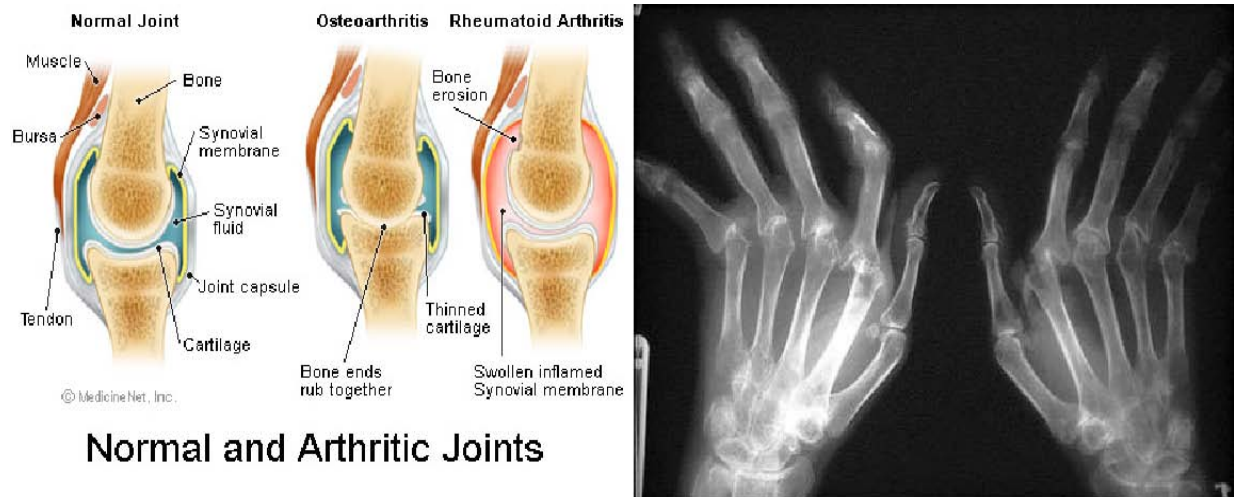 Normal Joint
Osteoarthritis
Rheumatoid Arthritis
Muscle
Bone
Bursa
Synovial
membrane
Synovial
fluid
Joint capsule
Tendon
Cartilage
Bone ends
rub together
Thinned
cartilage
Bone
erosion
Swollen inflamed
Synovial membrane
© MedicineNet, Inc.
Normal and Arthritic Joints